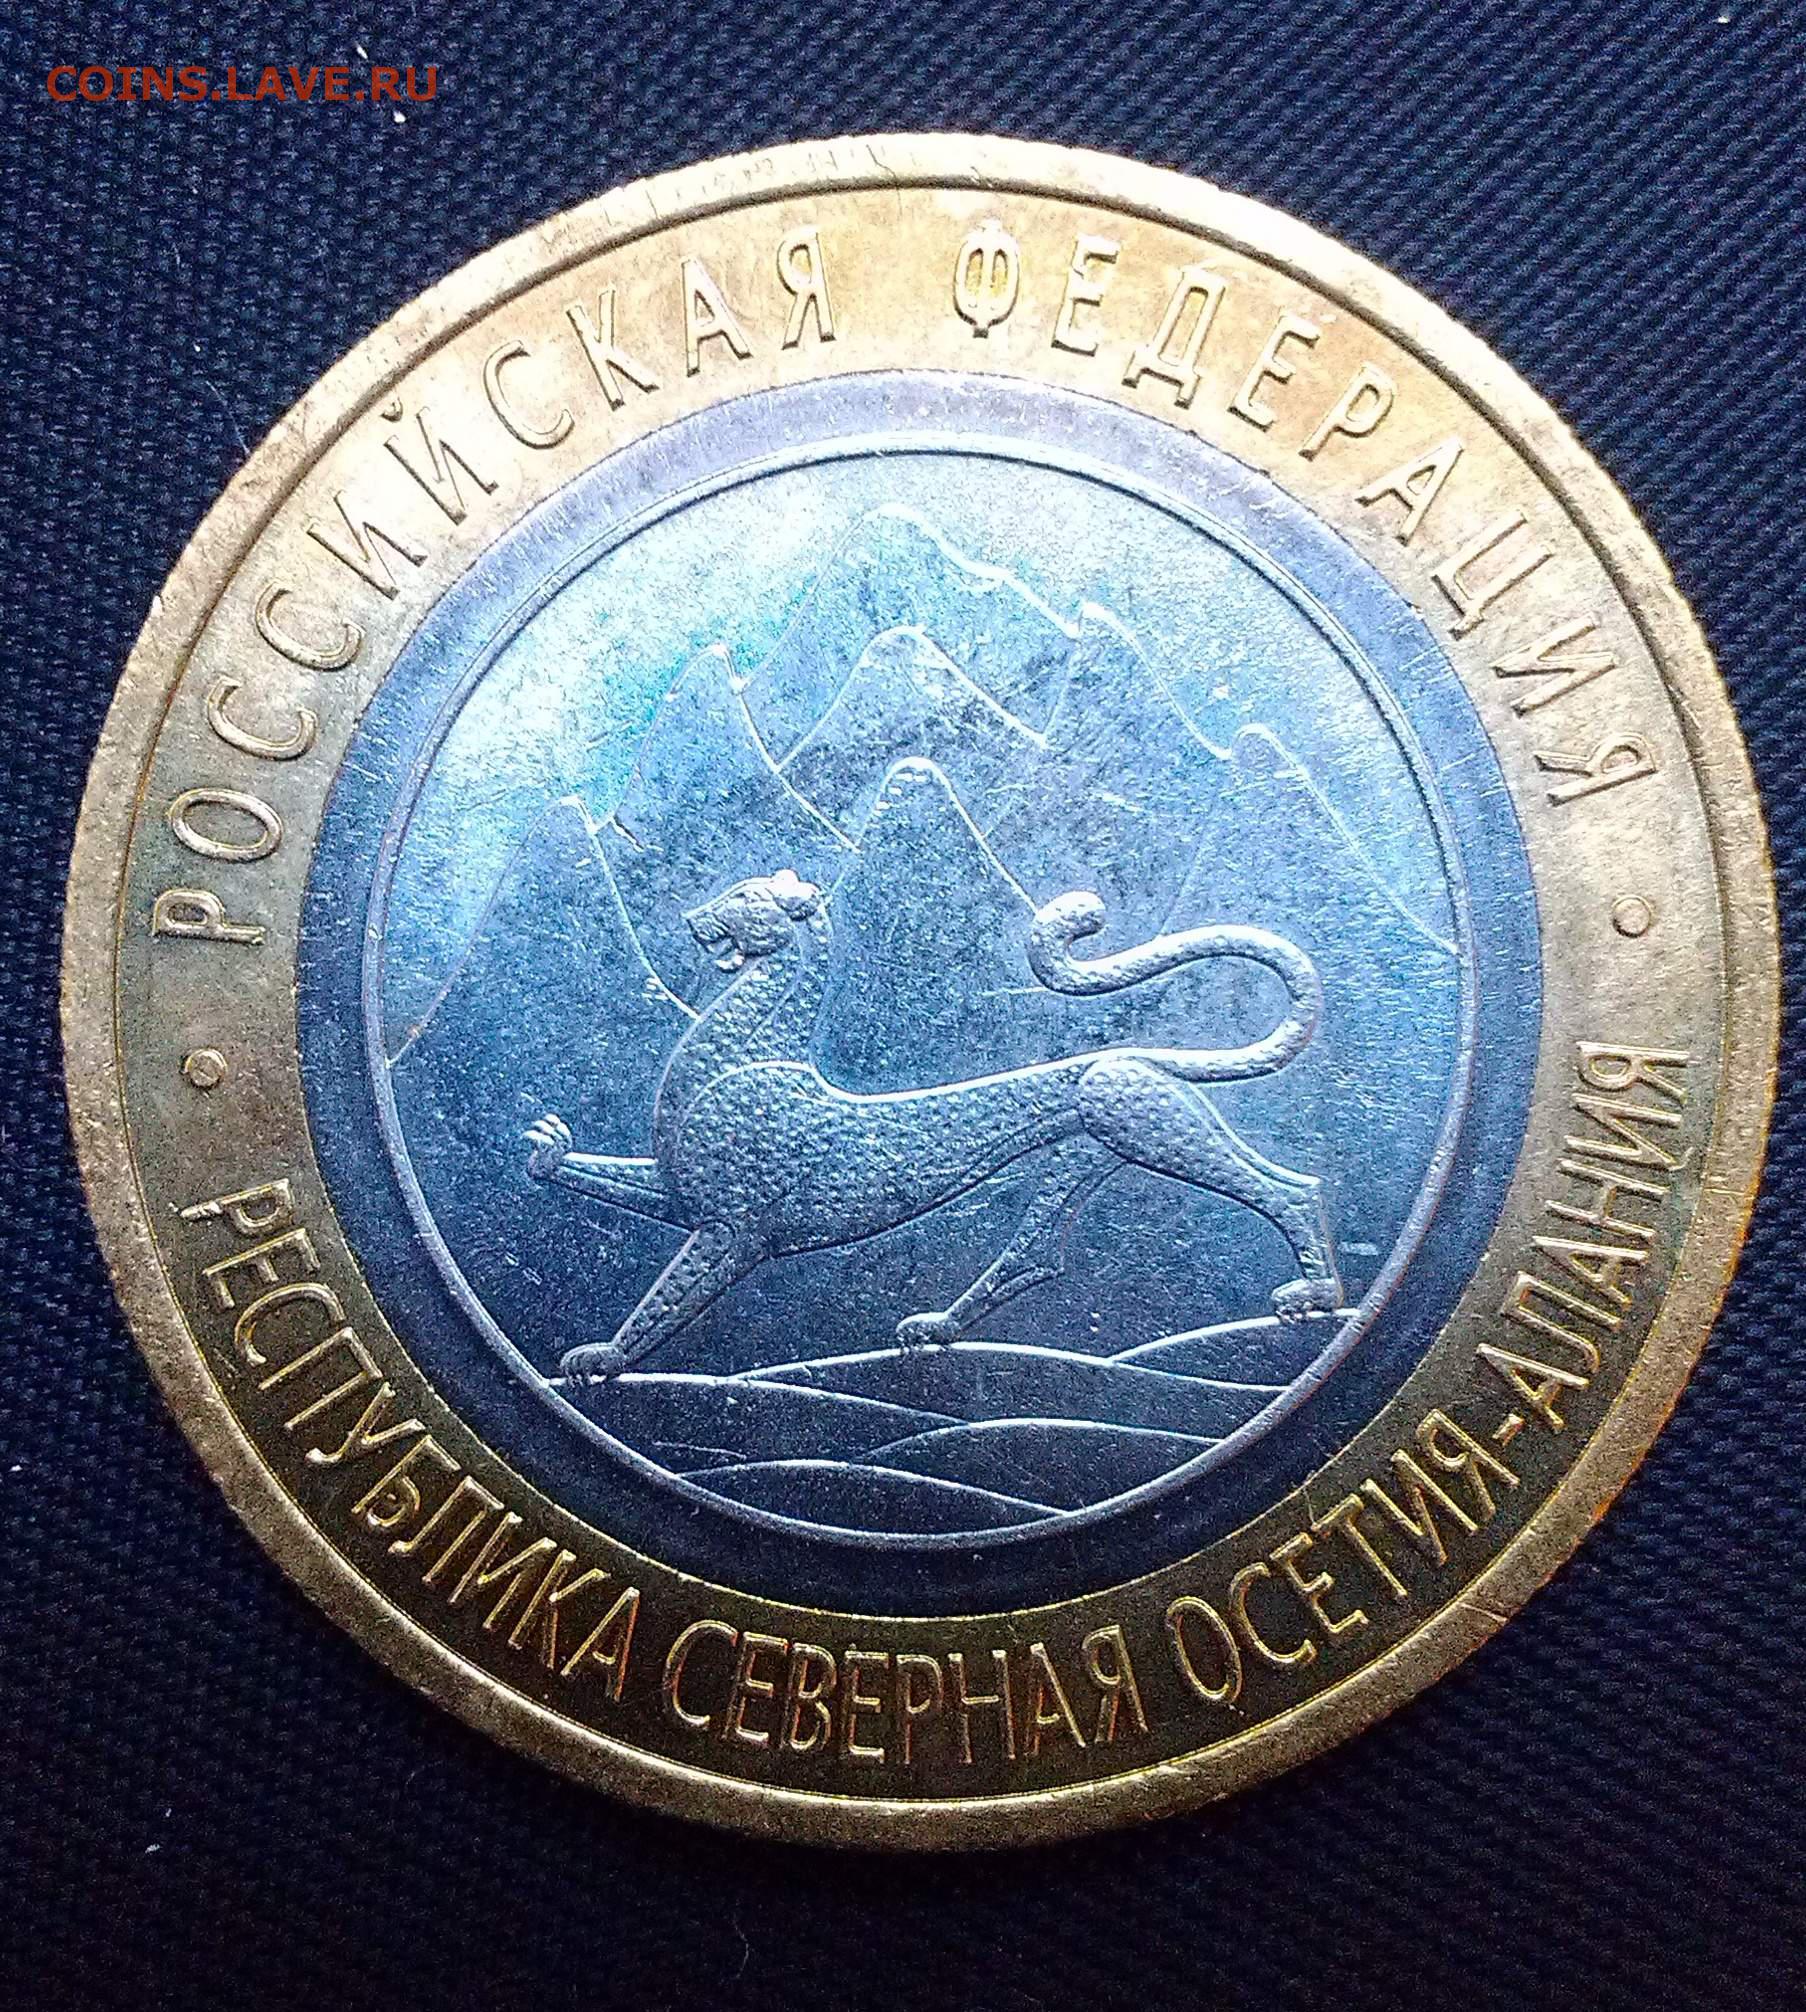 COINS.LAVE.RU
• РОССИЙСКАЯ ФЕДЕРАЦИЯ •
РЕСПУБЛИКА СЕВЕРНАЯ ОСЕТИЯ-АЛАНИЯ